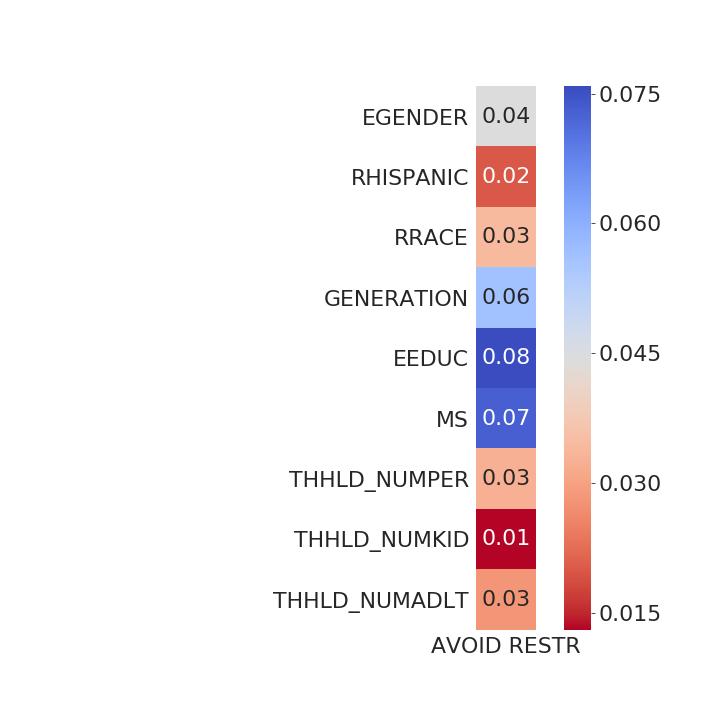 0.075
EGENDER 0.04
RHISPANIC 0.02
0.060
RRACE 0.03
GENERATION 0.06
0.045
EEDUC 0.08
MS 0.07
THHLD_NUMPER 0.03
0.030
THHLD_NUMKID 0.01
THHLD_NUMADLT 0.03
0.015
AVOID RESTR